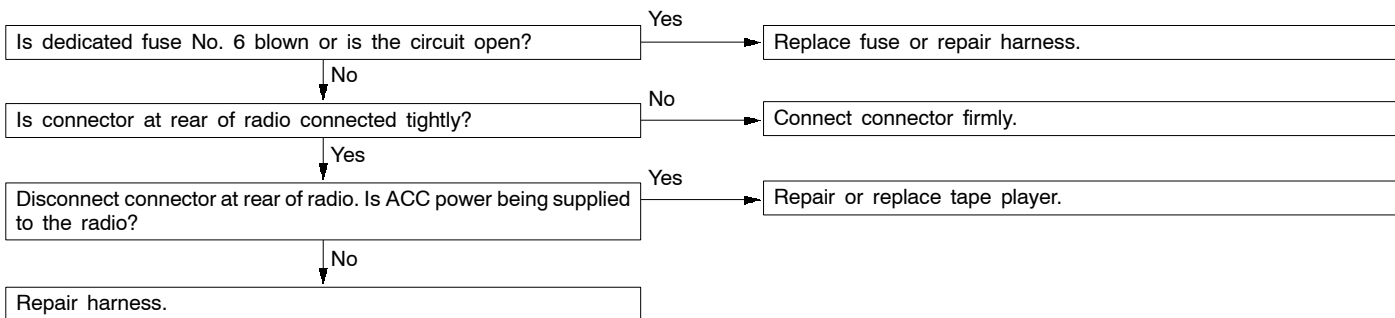 Is dedicated fuse No. 6 blown or is the circuit open?
Yes
Replace fuse or repair harness.
No
Is connector at rear of radio connected tightly?
No
Connect connector firmly.
Yes
Disconnect connector at rear of radio. Is ACC power being supplied
to the radio?
Yes
Repair or replace tape player.
No
Repair harness.